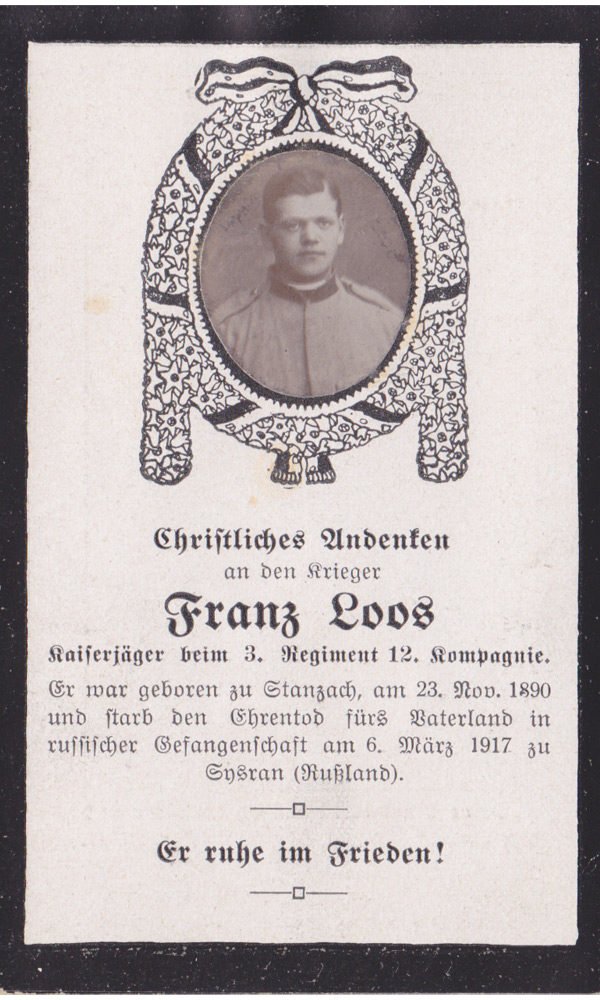 Christliches Andenken
an den Krieger
Franz Loos
Kaiserjäger beim 3. Regiment 12. Kompagnie.
Er war geboren zu Stanzach, am 23. Nov. 1890
und starb den Ehrentod fürs Vaterland in
russischer Gefangenschaft am 6. März 1917 zu
Sysran (Rußland).
Er ruhe im Frieden!